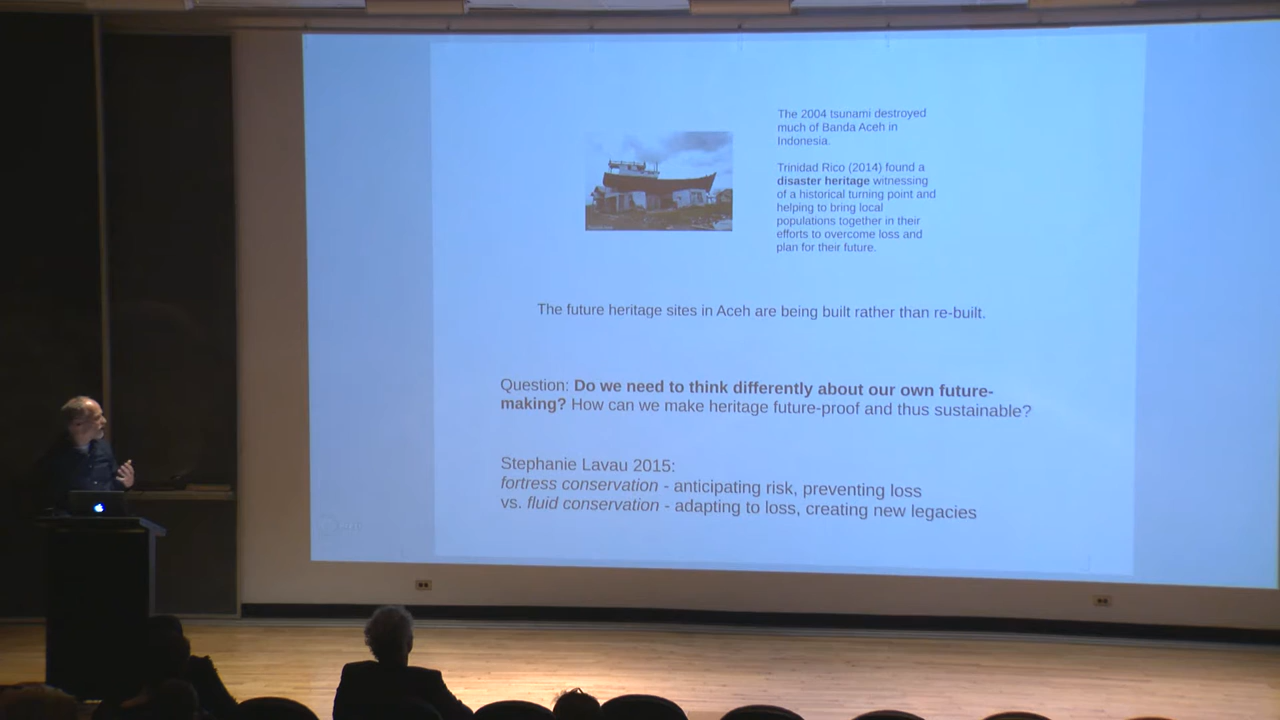 The 2004 tsunami destroyed
much of Banda Aceh in
Indonesia.
Trinidad Rico (2014) found a
disaster heritage witnessing
of a historical turning point and
helping to bring local
populations together in their
efforts to overcome loss and
plan for their future.
The future heritage sites in Aceh are being built rather than re-built.
Question: Do we need to think differently about our own future-
making? How can we make heritage future-proof and thus sustainable?
Stephanie Lavau 2015:
fortress conservation - anticipating risk, preventing loss
vs. fluid conservation - adapting to loss, creating new legacies